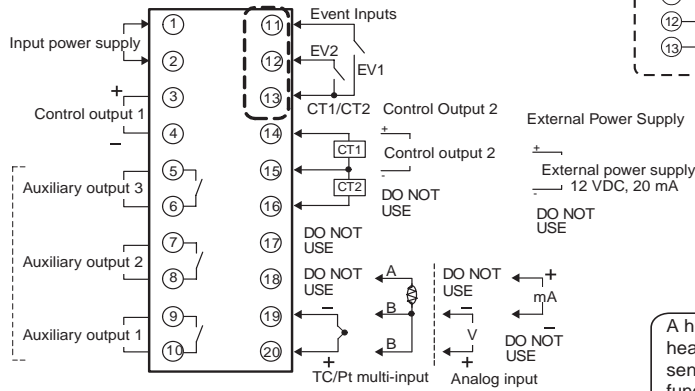 Input power supply
Control output 1
+
−
Auxiliary output 3
Auxiliary output 2
Auxiliary output 1
1
2
3
4
5
6
7
8
9
10
11
12
13
14
15
16
17
18
19
20
Event Inputs
EV2
EV1
CT1/CT2
CT1
CT2
Control Output 2
+
Control output 2
-
DO NOT
USE
External Power Supply
+
External power supply
- 12 VDC, 20 mA
DO NOT
USE
DO NOT
USE
DO NOT
USE
−
+
A
B
B
TC/Pt multi-input
DO NOT
USE
−
V
+
Analog input
+
mA
−
DO NOT
USE
12
13
A h
hea
sen
func